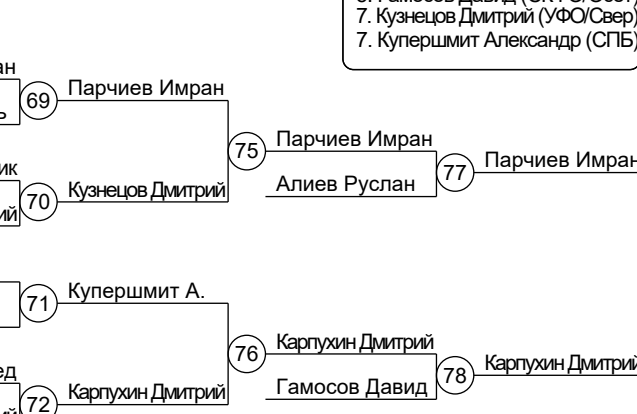 7. Кузнецов Дмитрий (УФО/Свер)
7. Купершмит Александр (СПБ)
69
Парчиев Имран
75
Парчиев Имран
77
Парчиев Имран
70
Кузнецов Дмитрий
Алиев Руслан
71
Купершмит А.
76
Карпухин Дмитрий
78
Карпухин Дмитрий
72
Карпухин Дмитрий
Гамосов Давид